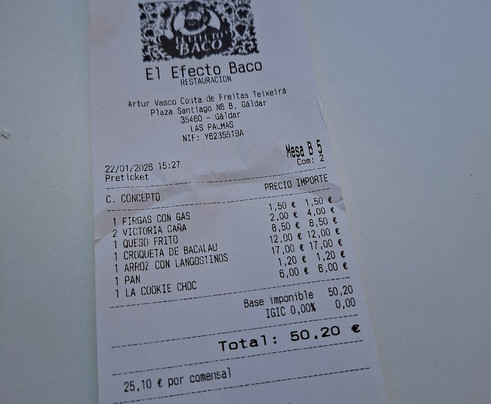 EFECTO
BACO
El Efecto Baco
RESTAURACION
Artur Vasco Costa de Freitas Teixeira
Plaza Santiago Nº 8 B, Gáldar
35460 - Gáldar
LAS PALMAS
NIF: Y6235518A
Mesa B 5
22/01/2026 15:27 Com: 2
Preticket
C. CONCEPTO PRECIO IMPORTE
1 FIRGAS CON GAS 1,50 € 1,50 €
2 VICTORIA CAÑA 2,00 € 4,00 €
1 QUESO FRITO 8,50 € 8,50 €
1 CROQUETA DE BACALAU 12,00 € 12,00 €
1 ARROZ CON LANGOSTINOS 17,00 € 17,00 €
1 PAN 1,20 € 1,20 €
1 LA COOKIE CHOC 6,00 € 6,00 €
Base imponible 50,20
IGIC 0,00% 0,00
Total: 50,20 €
25,10 € por comensal